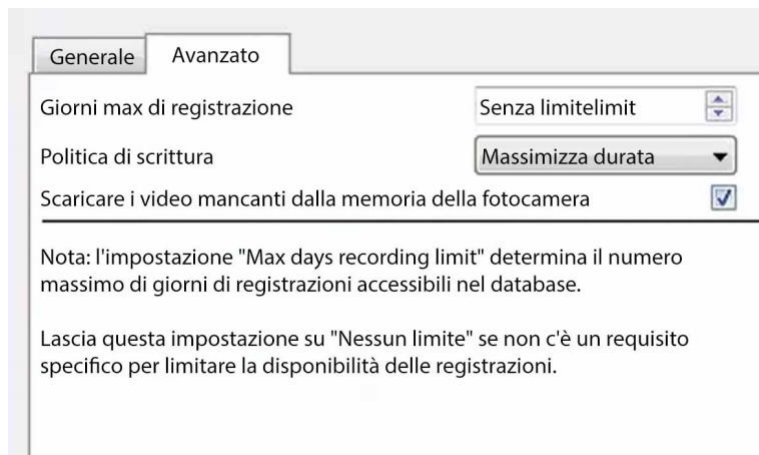 Generale Avanzato
Giorni max di registrazione Senza limitelimit
Politica di scrittura Massimizza durata
Scaricare i video mancanti dalla memoria della fotocamera
Nota: l'impostazione "Max days recording limit" determina il numero
massimo di giorni di registrazioni accessibili nel database.
Lascia questa impostazione su "Nessun limite" se non c'è un requisito
specifico per limitare la disponibilità delle registrazioni.